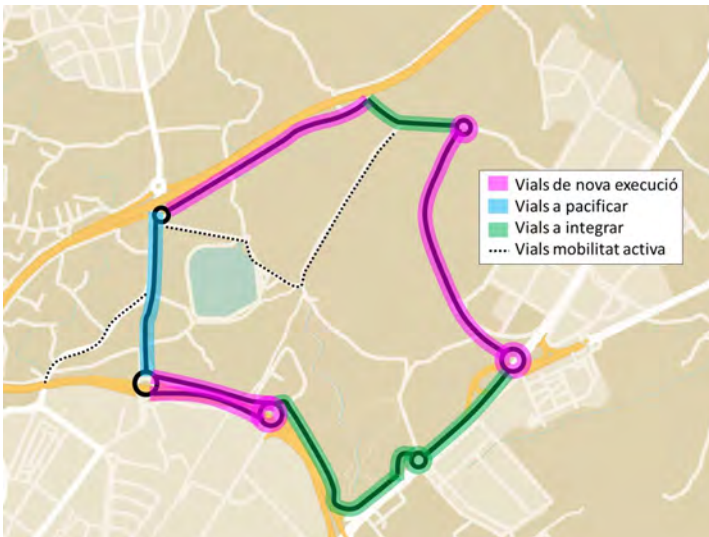 Vials de nova execució
Vials a pacificar
Vials a integrar
Vials mobilitat activa